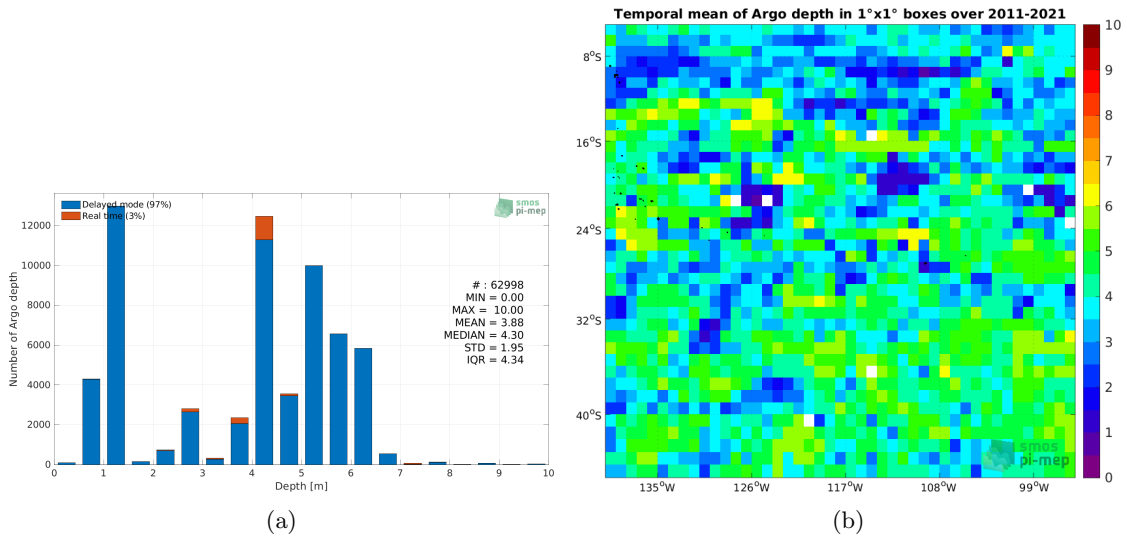 Delayed mode (97%)
Real time (3%)
smos
pi-mep
12000
10000
8000
6000
4000
2000
0
Number of Argo depth
# : 62998
MIN = 0.00
MAX = 10.00
MEAN = 3.88
MEDIAN = 4.30
STD = 1.95
IQR = 4.34
0 1 2 3 4 5 6 7 8 9 10
Depth [m]
(a)
Temporal mean of Argo depth in 1°x1° boxes over 2011-2021
8°S
16°S
24°S
32°S
40°S
135°W 126°W 117°W 108°W 99°W
smos
pi-mep
10
9
8
7
6
5
4
3
2
1
0
(b)